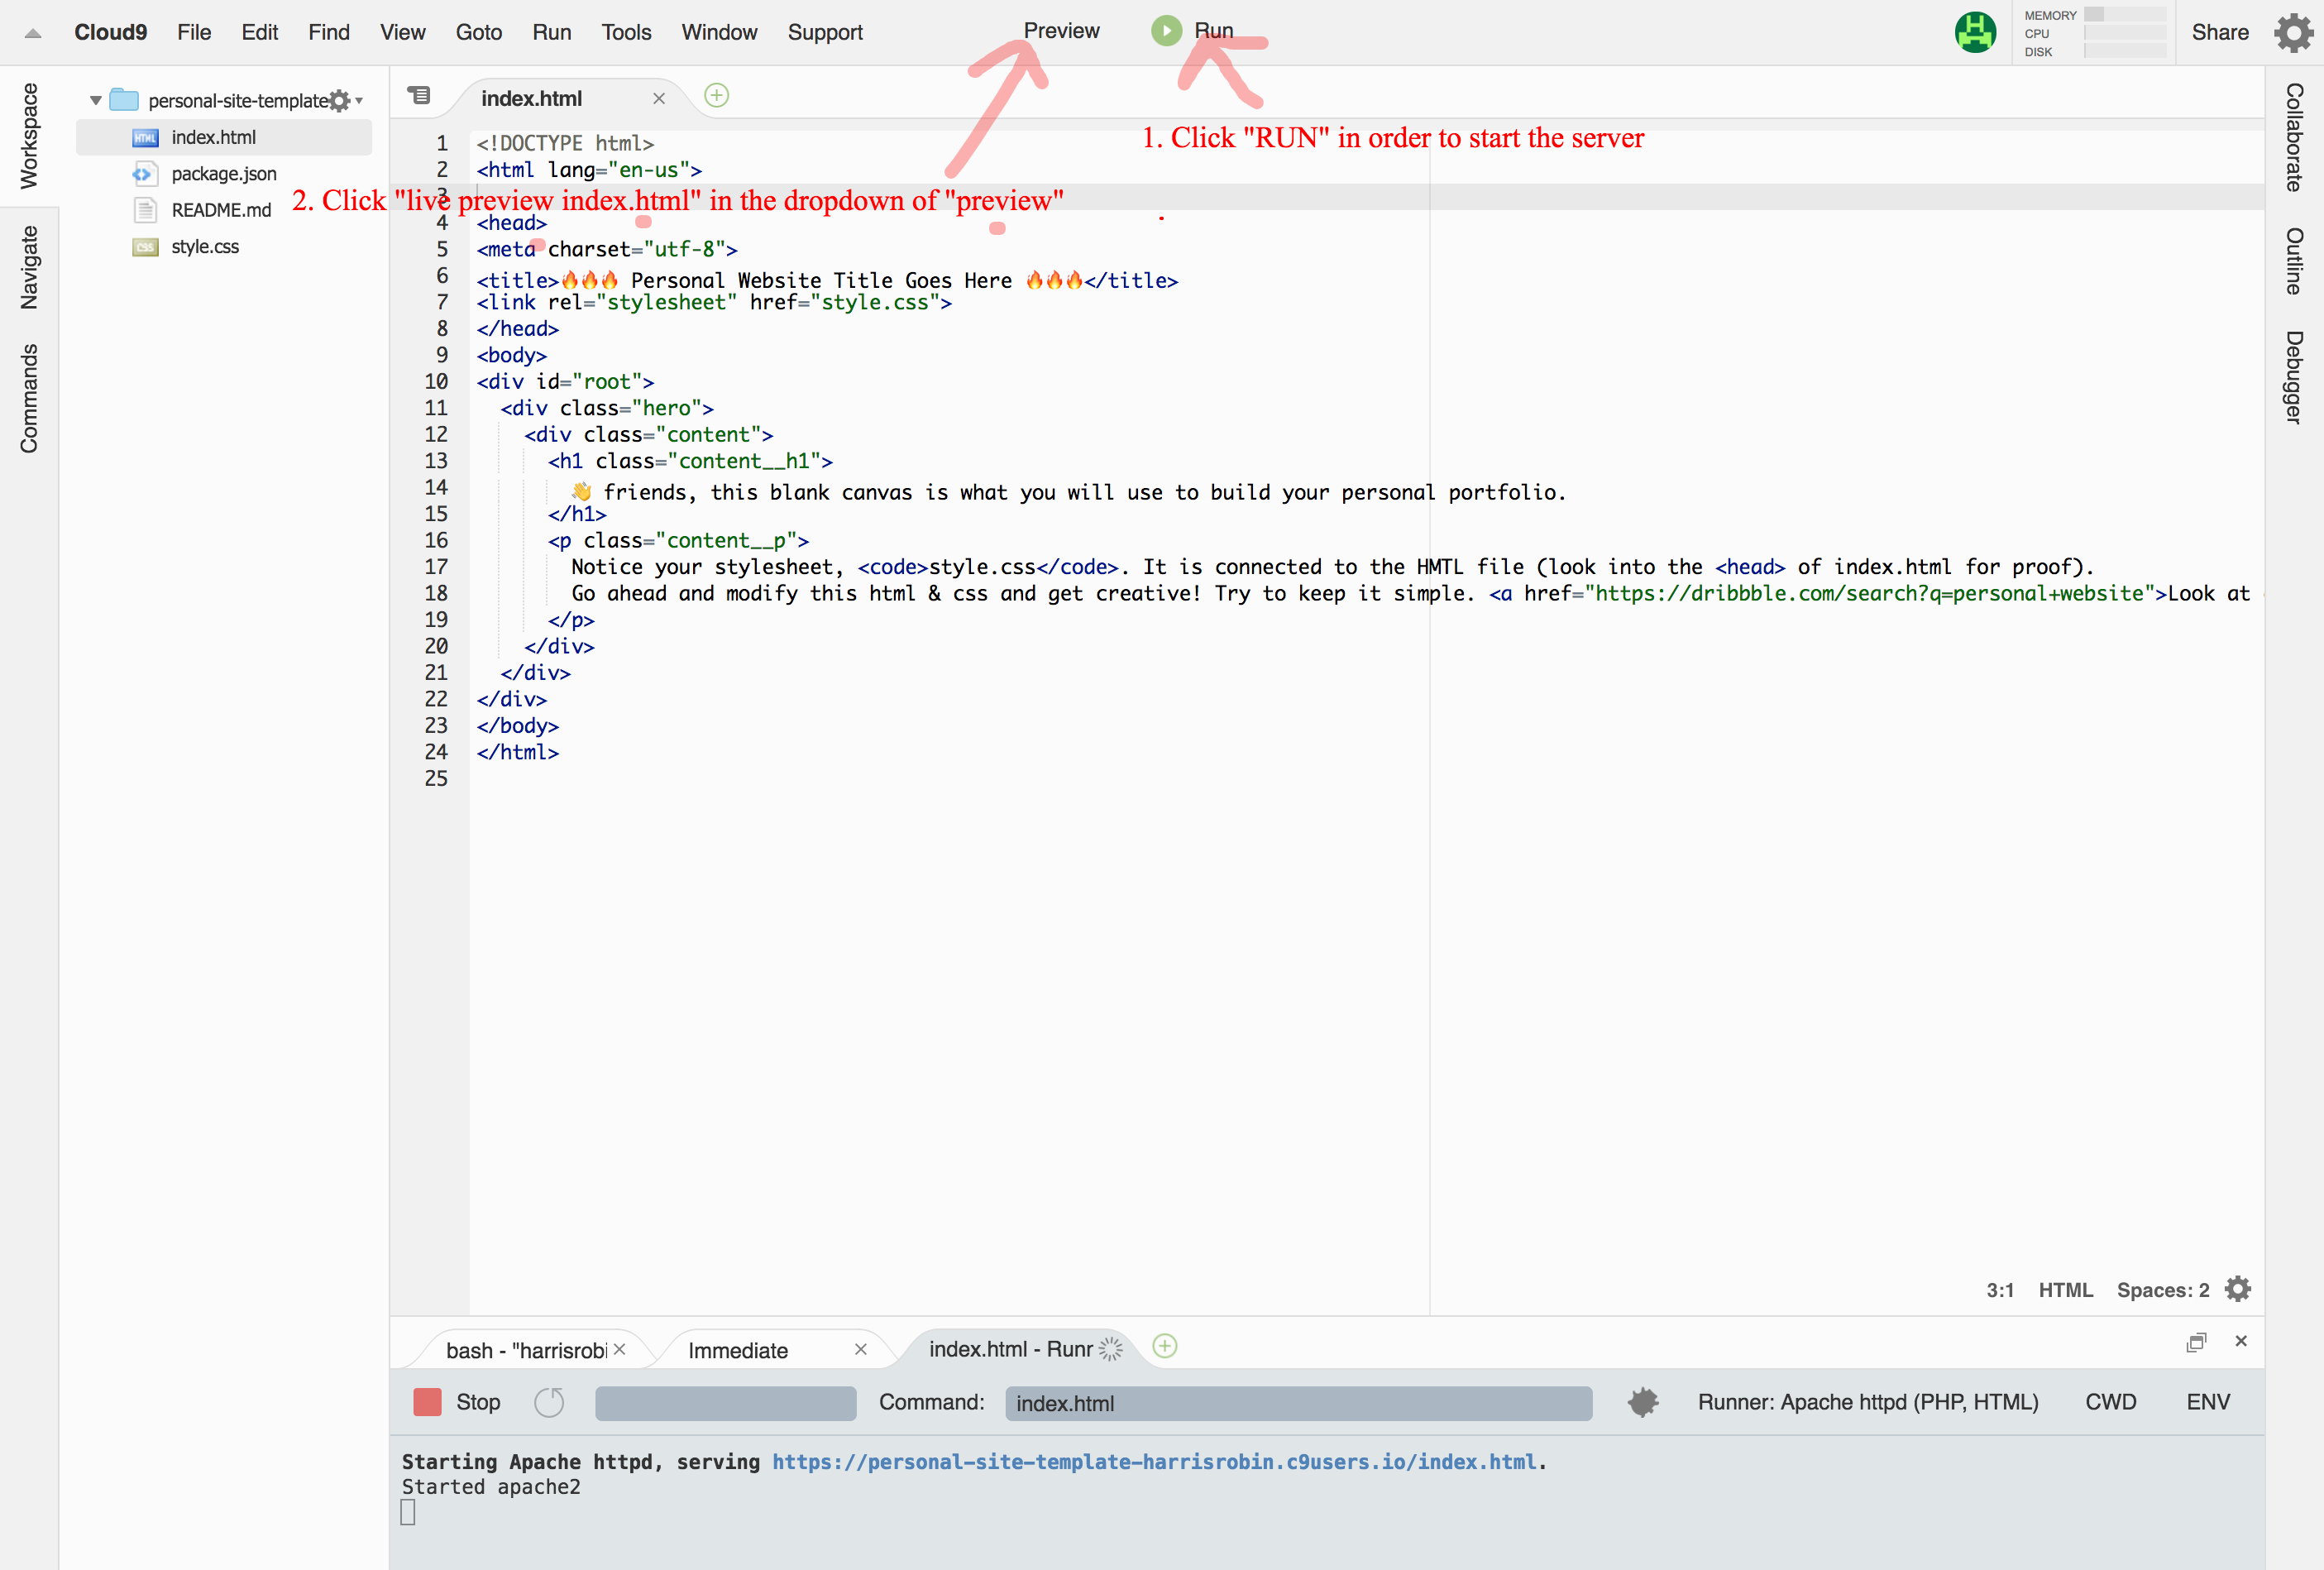 Cloud9 File Edit Find View Goto Run Tools Window Support Preview Run MEMORY CPU DISK Share
Workspace
Navigate
Commands
personal-site-template
index.html
package.json
README.md
style.css
index.html
1. Click "RUN" in order to start the server
2. Click "live preview index.html" in the dropdown of "preview"
1 <!DOCTYPE html>
2 <html lang="en-us">
3
4 <head>
5 <meta charset="utf-8">
6 <title>🔥🔥🔥 Personal Website Title Goes Here 🔥🔥🔥</title>
7 <link rel="stylesheet" href="style.css">
8 </head>
9 <body>
10 <div id="root">
11 <div class="hero">
12 <div class="content">
13 <h1 class="content__h1">
14 👋 friends, this blank canvas is what you will use to build your personal portfolio.
15 </h1>
16 <p class="content__p">
17 Notice your stylesheet, <code>style.css</code>. It is connected to the HMTL file (look into the <head> of index.html for proof).
18 Go ahead and modify this html & css and get creative! Try to keep it simple. <a href="https://dribbble.com/search?q=personal+website">Look at
19 </p>
20 </div>
21 </div>
22 </div>
23 </body>
24 </html>
25
3:1 HTML Spaces: 2
Collaborate
Outline
Debugger
bash - "harrisrobi Immediate index.html - Runr
Stop Command: index.html Runner: Apache httpd (PHP, HTML) CWD ENV
Starting Apache httpd, serving https://personal-site-template-harrisrobin.c9users.io/index.html.
Started apache2